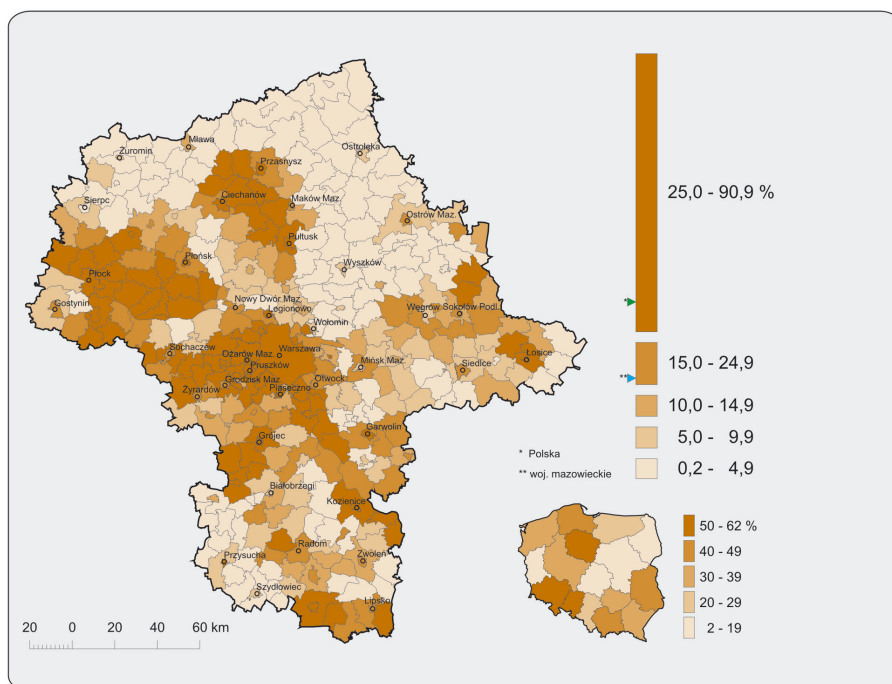 Mława
Żuromin
Ostrołęka
Przasnysz
Ciechanów
Maków Maz.
Sierpc
Ostrów Maz.
Pułtusk
Płońsk
Wyszków
Płock
Gostynin
Nowy Dwór Maz.
Legionowo
Węgrów
Sokołów Podl.
Wołomin
Sochaczew
Ożarów Maz.
Warszawa
Pruszków
Mińsk Maz.
Siedlce
Łosice
Grodzisk Maz.
Otwock
Żyrardów
Piaseczno
Grójec
Garwolin
Białobrzegi
Kozienice
Przysucha
Radom
Zwoleń
Szydłowiec
Lipsko
25,0 - 90,9 %
*
15,0 - 24,9
**
10,0 - 14,9
5,0 - 9,9
0,2 - 4,9
* Polska
** woj. mazowieckie
50 - 62 %
40 - 49
30 - 39
20 - 29
2 - 19
20 0 20 40 60 km